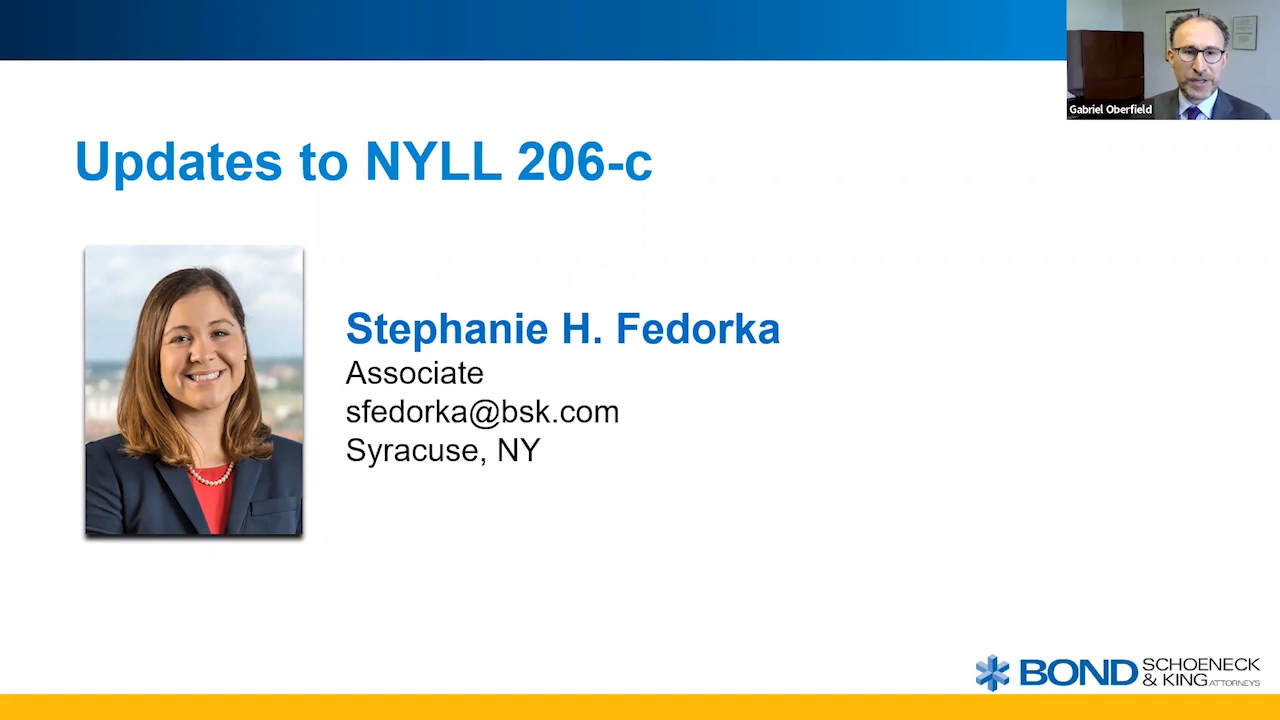 Gabriel Oberfield
Updates to NYLL 206-c
Stephanie H. Fedorka
Associate
sfedorka@bsk.com
Syracuse, NY
BOND SCHOENECK
& KING ATTORNEYS